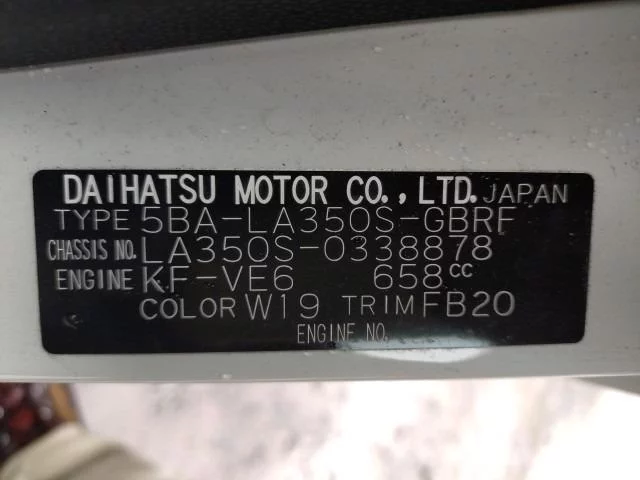 DAIHATSU MOTOR CO., LTD. JAPAN
TYPE 5BA-LA350S-GBRF
CHASSIS NO. LA350S-0338878
ENGINE KF-VE6 658CC
COLOR W19 TRIM FB20
ENGINE NO.